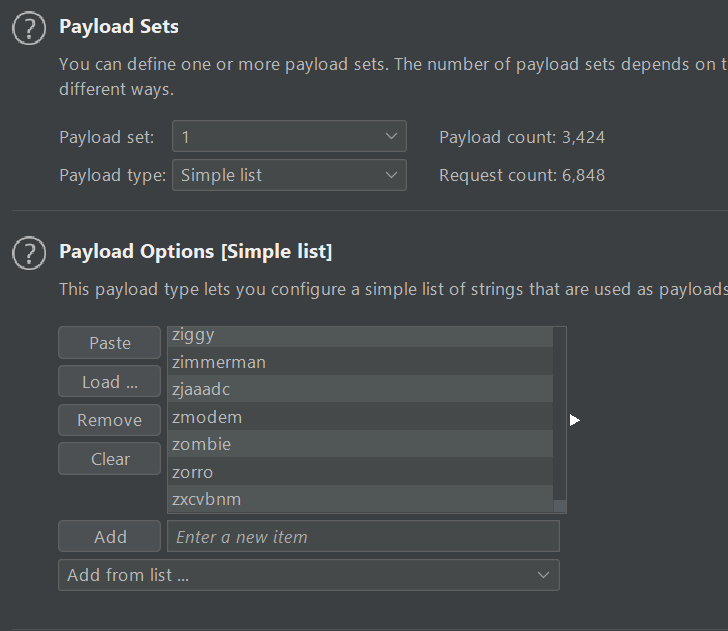 Payload Sets
You can define one or more payload sets. The number of payload sets depends on t
different ways.
Payload set: 1 Payload count: 3,424
Payload type: Simple list Request count: 6,848
Payload Options [Simple list]
This payload type lets you configure a simple list of strings that are used as payloads
Paste
Load ...
Remove
Clear
ziggy
zimmerman
zjaaadc
zmodem
zombie
zorro
zxcvbnm
Add Enter a new item
Add from list ...